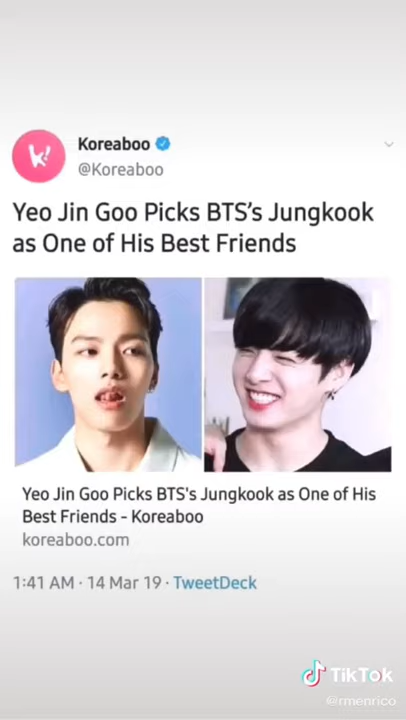 Koreaboo
@Koreaboo
Yeo Jin Goo Picks BTS's Jungkook
as One of His Best Friends
Yeo Jin Goo Picks BTS's Jungkook as One of His
Best Friends - Koreaboo
koreaboo.com
1:41 AM · 14 Mar 19 · TweetDeck
TikTok
@rmenrico